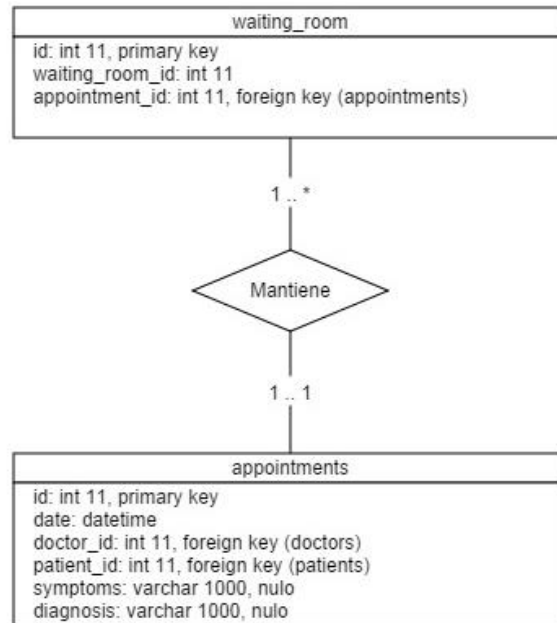 waiting_room
id: int 11, primary key
waiting_room_id: int 11
appointment_id: int 11, foreign key (appointments)
1 .. *
Mantiene
1 .. 1
appointments
id: int 11, primary key
date: datetime
doctor_id: int 11, foreign key (doctors)
patient_id: int 11, foreign key (patients)
symptoms: varchar 1000, nulo
diagnosis: varchar 1000, nulo